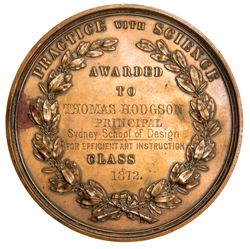 PRACTICE WITH SCIENCE
AWARDED
TO
THOMAS HODGSON
PRINCIPAL
Sydney School of Design
FOR EFFICIENT ART INSTRUCTION
CLASS
1872.